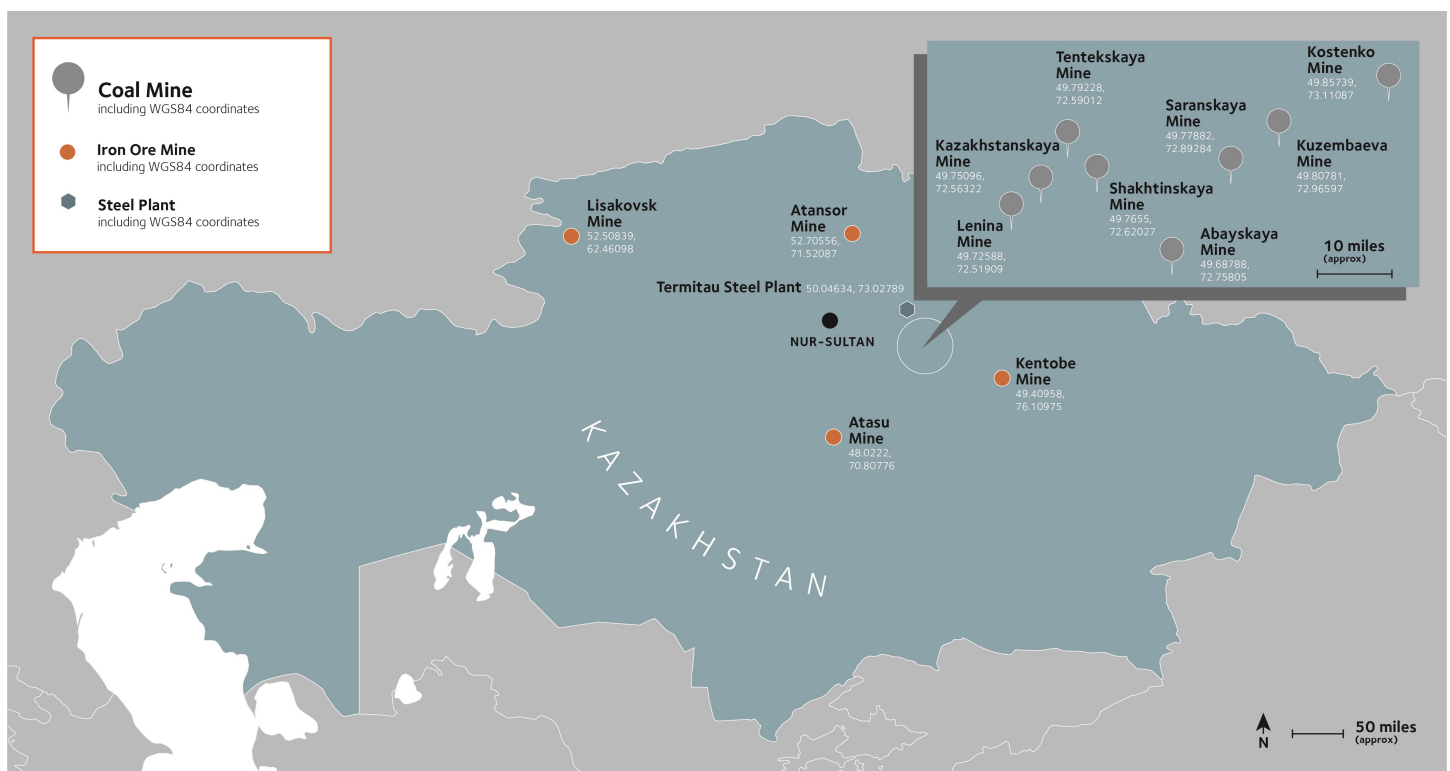 Coal Mine
including WGS84 coordinates
Iron Ore Mine
including WGS84 coordinates
Steel Plant
including WGS84 coordinates
Tentekskaya
Mine
49.79228,
72.59012
Kostenko
Mine
49.85739,
73.11087
Saranskaya
Mine
49.77882,
72.89284
Kazakhstanskaya
Mine
49.75096,
72.56322
Kuzembaeva
Mine
49.80781,
72.96597
Shakhtinskaya
Mine
49.7655,
72.62027
Lenina
Mine
49.72588,
72.51909
Abayskaya
Mine
49.68788,
72.75805
10 miles
(approx)
Lisakovsk
Mine
52.50839,
62.46098
Atansor
Mine
52.70556,
71.52087
Termitau Steel Plant 50.04634, 73.02789
NUR-SULTAN
Kentobe
Mine
49.40958,
76.10975
Atasu
Mine
48.0222,
70.80776
KAZAKHSTAN
N
50 miles
(approx)